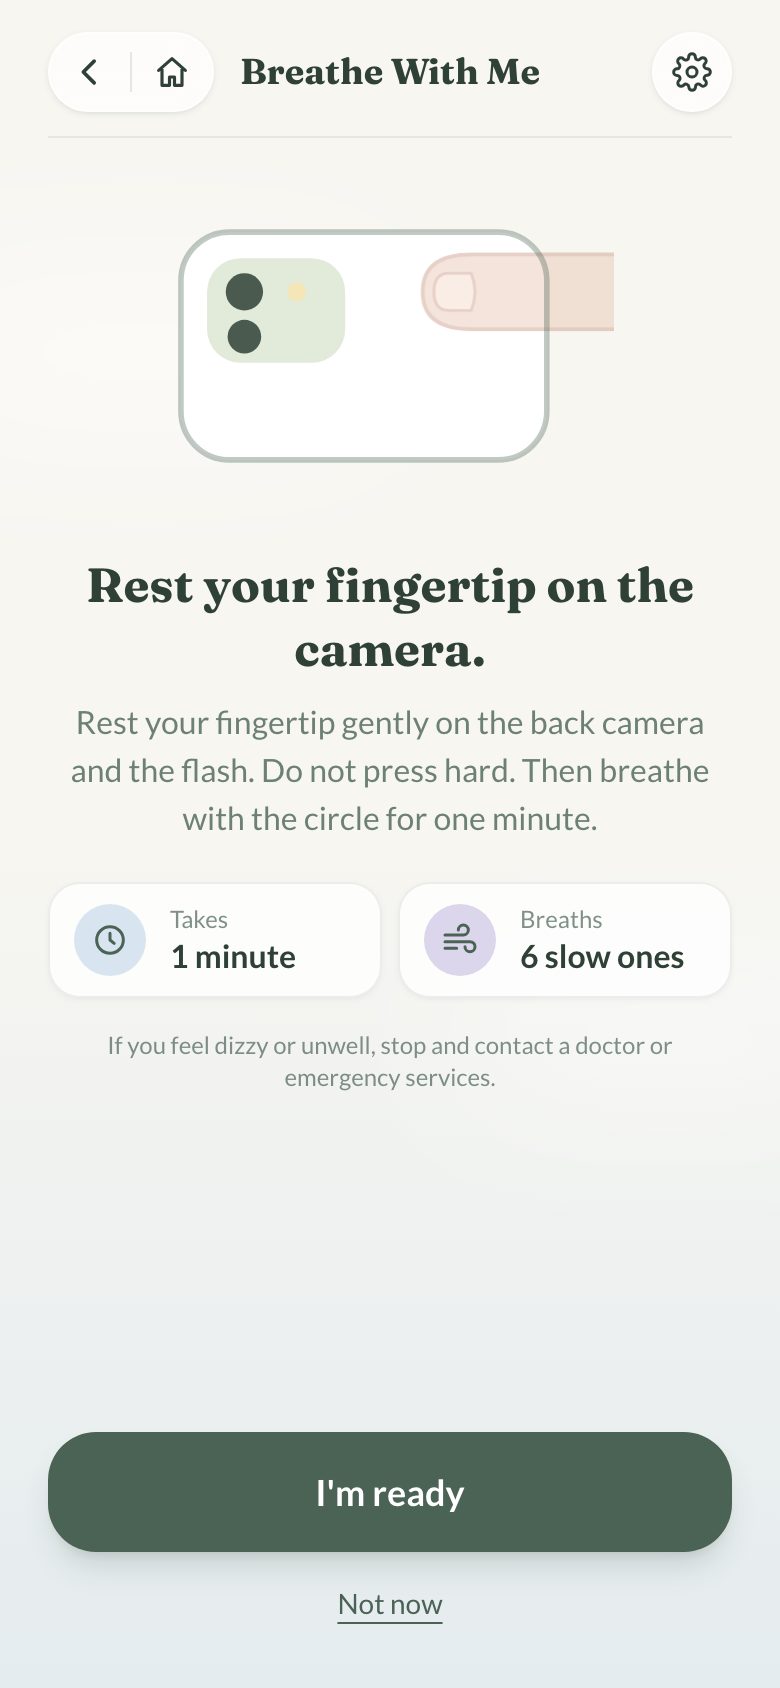 Breathe With Me
Rest your fingertip on the
camera.
Rest your fingertip gently on the back camera
and the flash. Do not press hard. Then breathe
with the circle for one minute.
Takes
1 minute
Breaths
6 slow ones
If you feel dizzy or unwell, stop and contact a doctor or
emergency services.
I'm ready
Not now